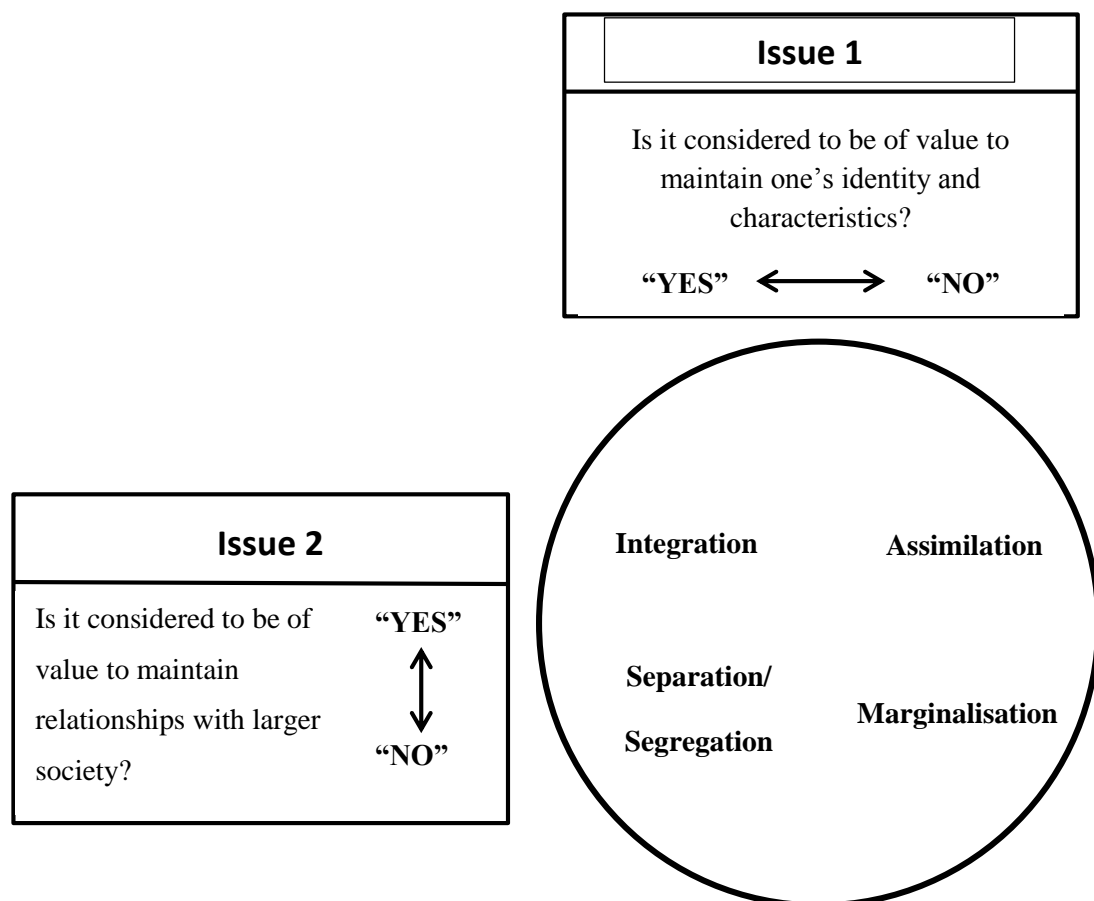 Issue 1
Is it considered to be of value to
maintain one’s identity and
characteristics?
“YES” “NO”
Issue 2
Is it considered to be of
value to maintain
relationships with larger
society?
“YES”
“NO”
Integration
Assimilation
Separation/
Segregation
Marginalisation